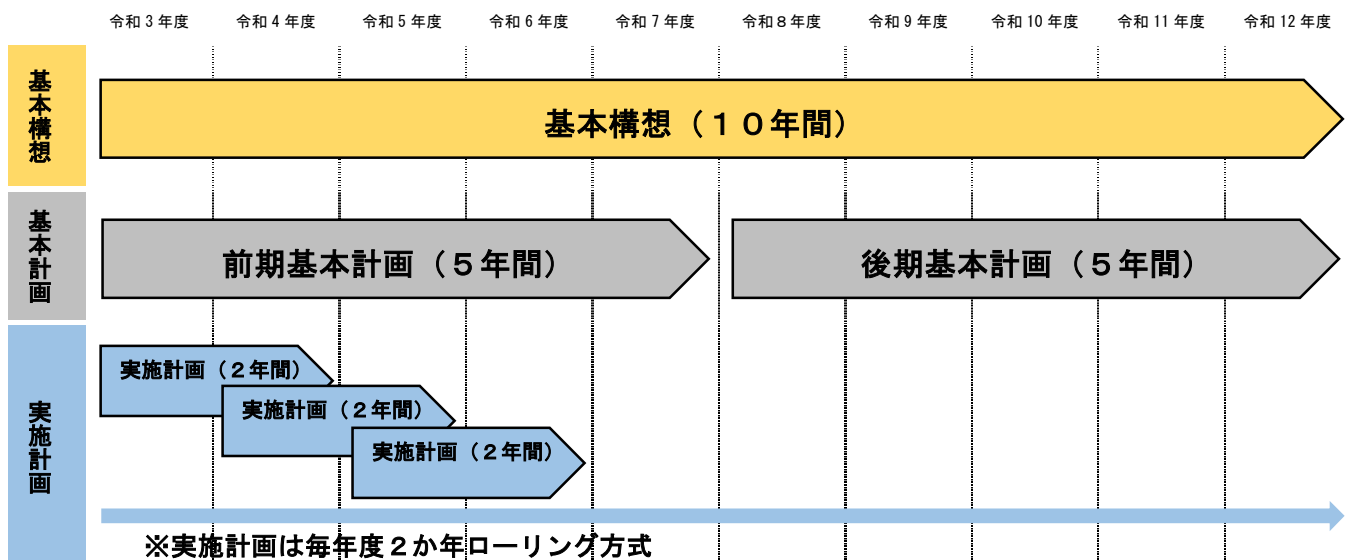 令和３年度 令和４年度 令和５年度 令和６年度 令和７年度 令和８年度 令和９年度 令和 10 年度 令和 11 年度 令和 12 年度
基本構想
基本構想（１０年間）
基本計画
前期基本計画（５年間） 後期基本計画（５年間）
実施計画
実施計画（２年間）
実施計画（２年間）
実施計画（２年間）
※実施計画は毎年度２か年ローリング方式